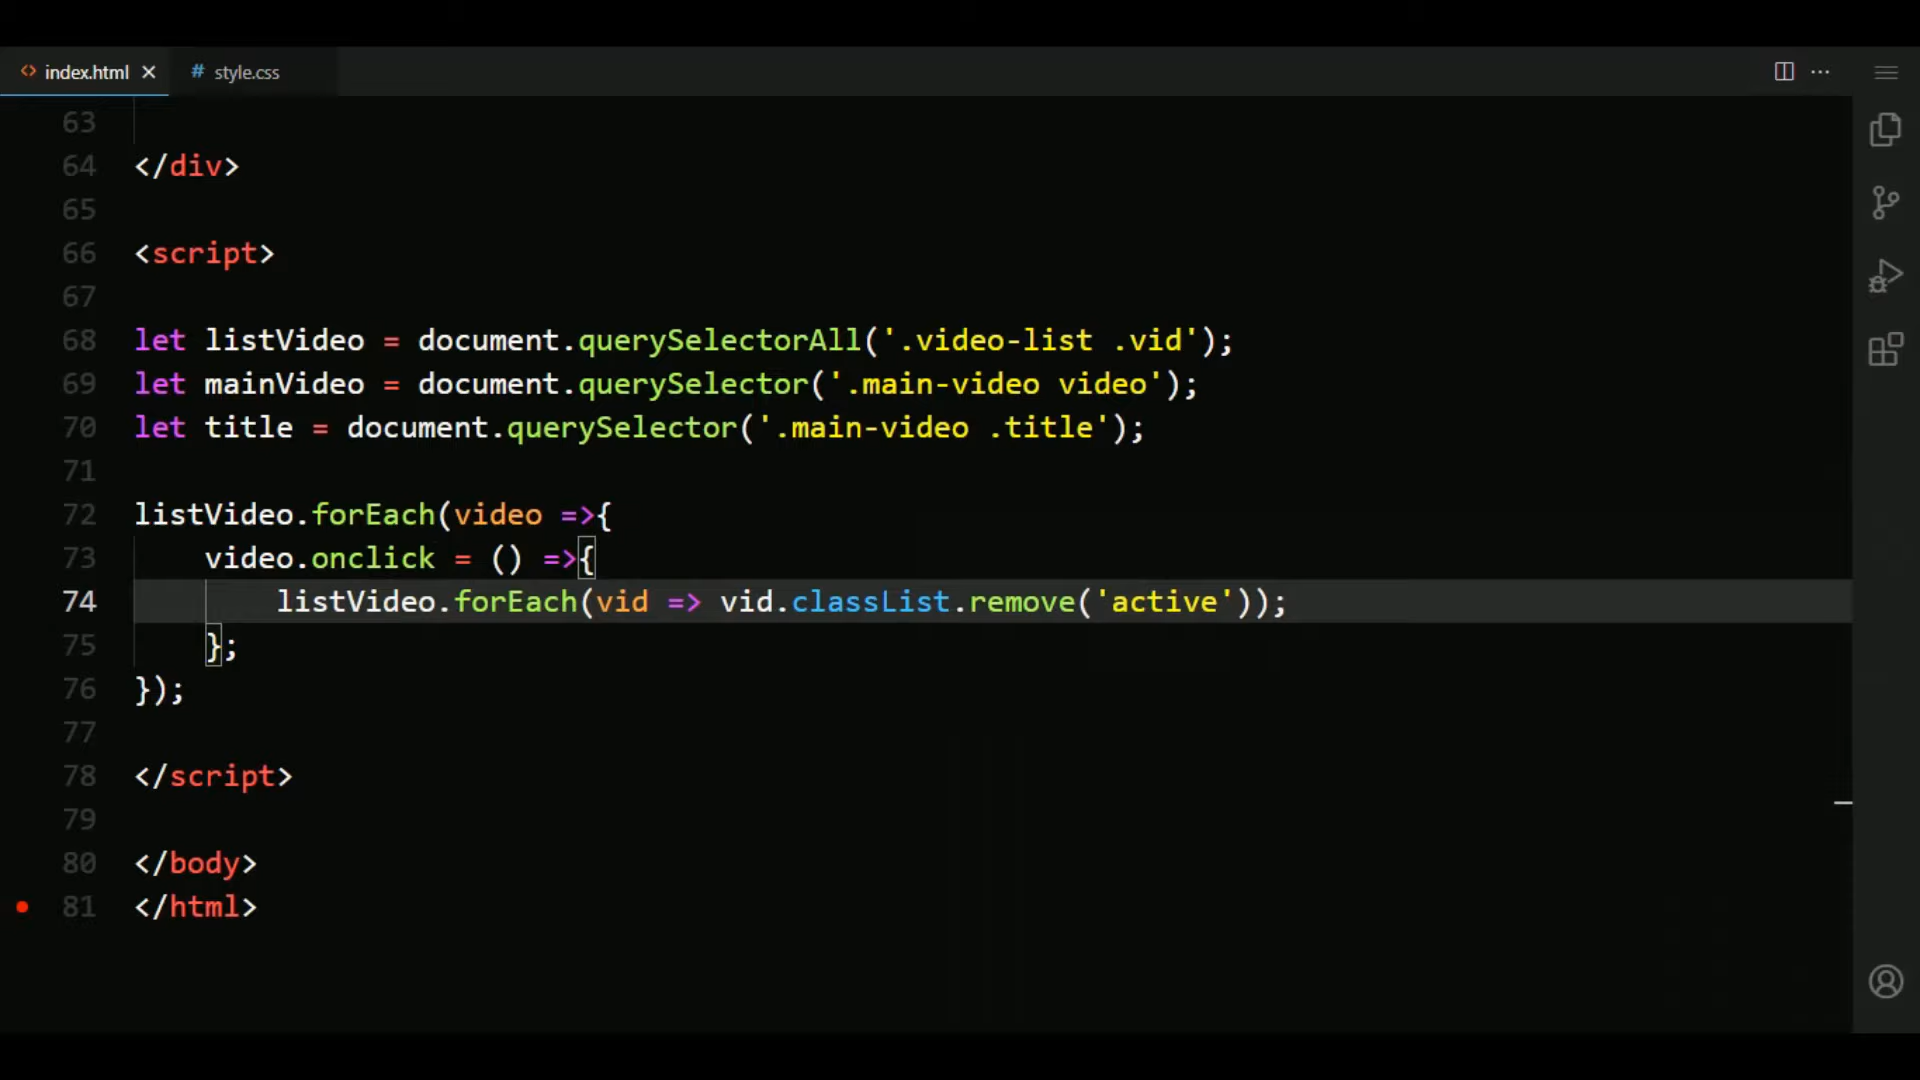 index.html
style.css
63
64 </div>
65
66 <script>
67
68 let listVideo = document.querySelectorAll('.video-list .vid');
69 let mainVideo = document.querySelector('.main-video video');
70 let title = document.querySelector('.main-video .title');
71
72 listVideo.forEach(video =>{
73     video.onclick = () =>{
74         listVideo.forEach(vid => vid.classList.remove('active'));
75     };
76 });
77
78 </script>
79
80 </body>
81 </html>